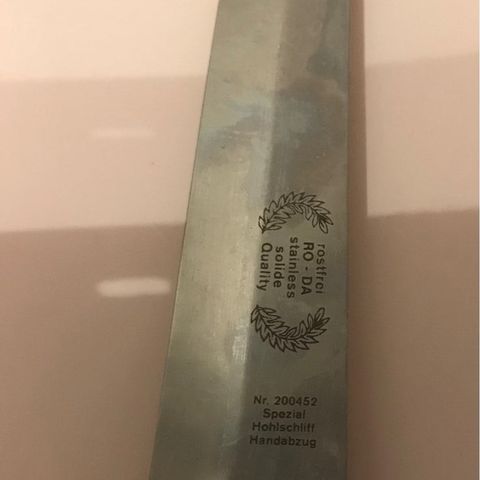 rostfrei
RO - DA
stainless
solide
Quality
Nr. 200452
Spezial
Hohlschliff
Handabzug